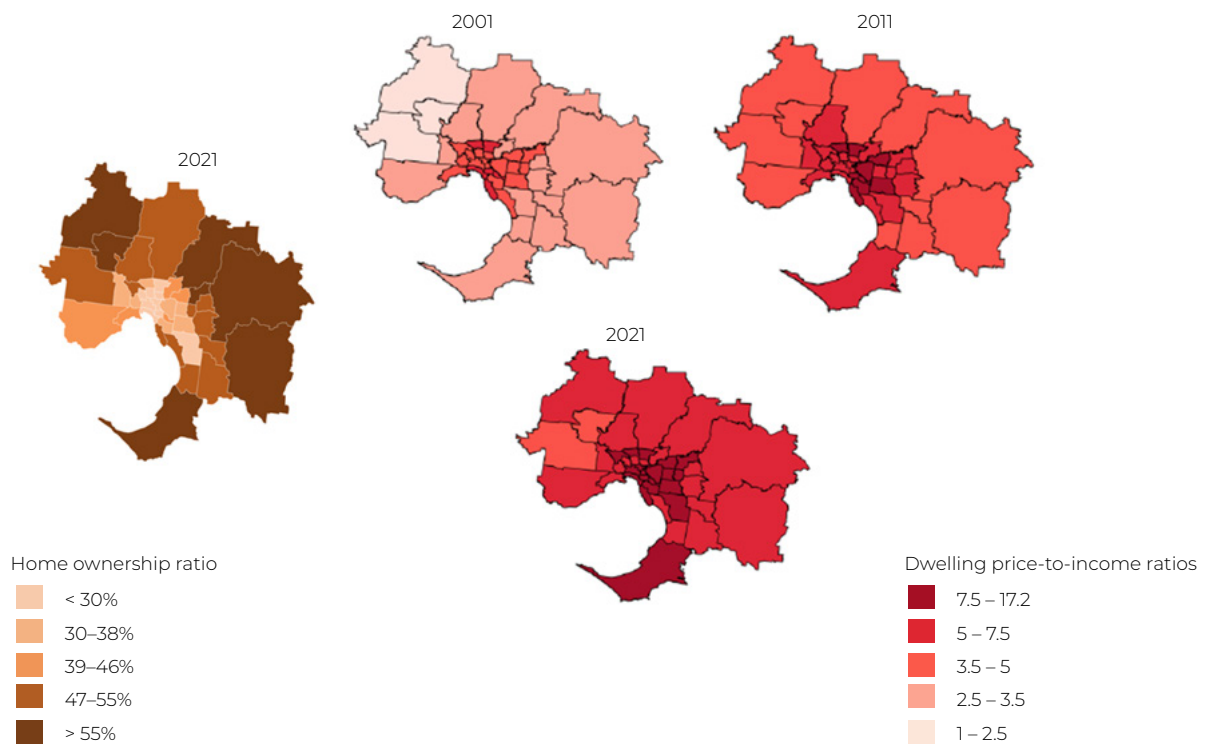 2001
2011
2021
2021
Home ownership ratio
< 30%
30–38%
39–46%
47–55%
> 55%
Dwelling price-to-income ratios
7.5 – 17.2
5 – 7.5
3.5 – 5
2.5 – 3.5
1 – 2.5